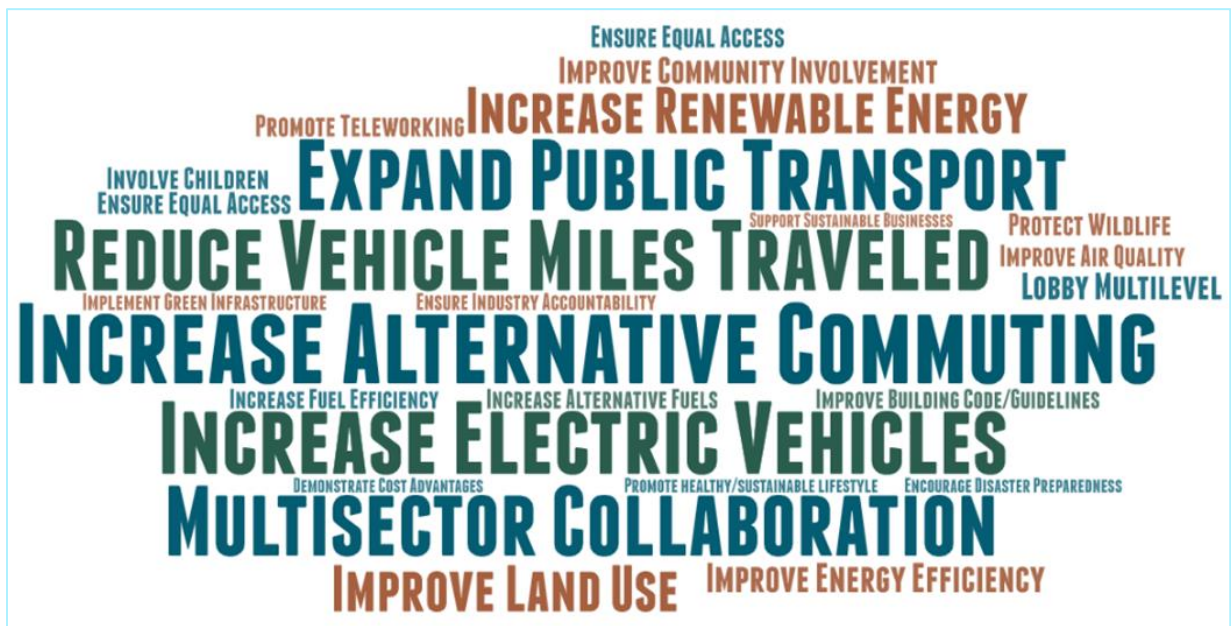 Ensure Equal Access
Improve Community Involvement
Promote Teleworking
Increase Renewable Energy
Expand Public Transport
Involve Children
Ensure Equal Access
Support Sustainable Businesses
Reduce Vehicle Miles Traveled
Protect Wildlife
Improve Air Quality
Lobby Multilevel
Implement Green Infrastructure
Ensure Industry Accountability
Increase Alternative Commuting
Increase Fuel Efficiency
Increase Alternative Fuels
Improve Building Code/Guidelines
Increase Electric Vehicles
Demonstrate Cost Advantages
Promote healthy/sustainable lifestyle
Encourage Disaster Preparedness
Multisector Collaboration
Improve Land Use
Improve Energy Efficiency